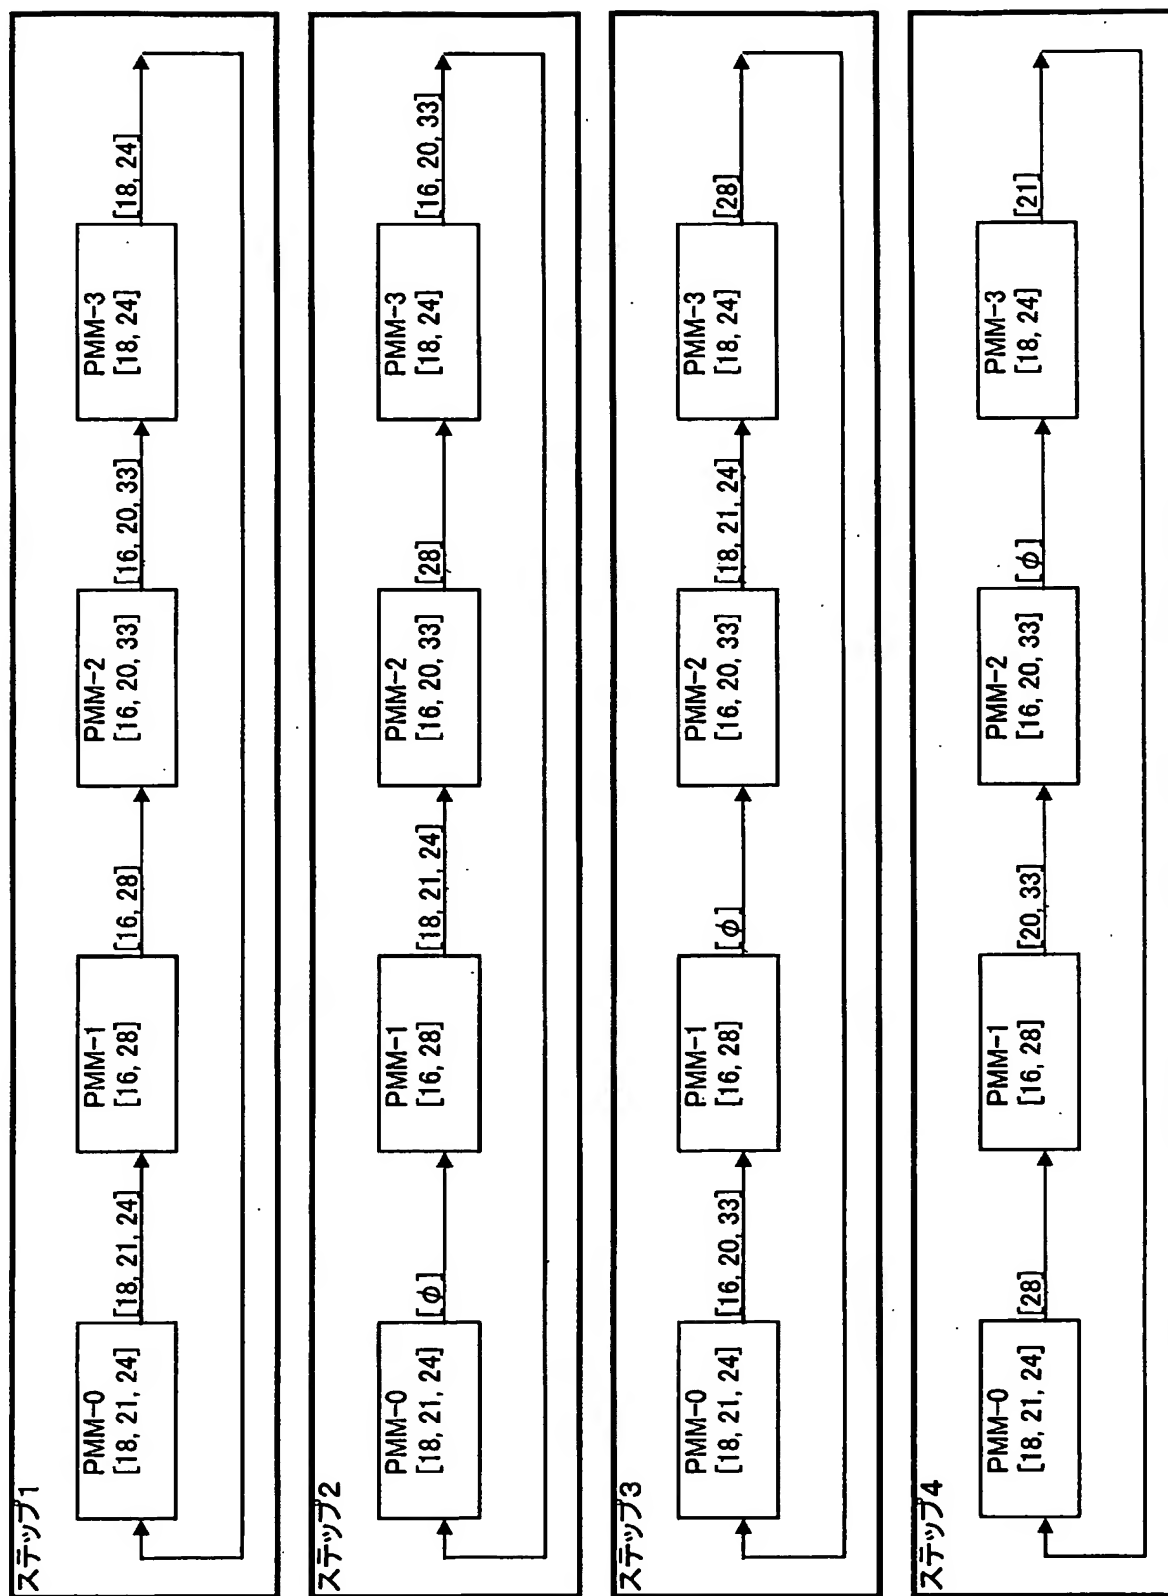 ステップ1
PMM-0
[18, 21, 24]
[18, 21, 24]
PMM-1
[16, 28]
[16, 28]
PMM-2
[16, 20, 33]
[16, 20, 33]
PMM-3
[18, 24]
[18, 24]
ステップ2
PMM-0
[18, 21, 24]
[φ]
PMM-1
[16, 28]
[18, 21, 24]
PMM-2
[16, 20, 33]
[28]
PMM-3
[18, 24]
[16, 20, 33]
ステップ3
PMM-0
[18, 21, 24]
[16, 20, 33]
PMM-1
[16, 28]
[φ]
PMM-2
[16, 20, 33]
[18, 21, 24]
PMM-3
[18, 24]
[28]
ステップ4
PMM-0
[18, 21, 24]
[28]
PMM-1
[16, 28]
[20, 33]
PMM-2
[16, 20, 33]
[φ]
PMM-3
[18, 24]
[21]